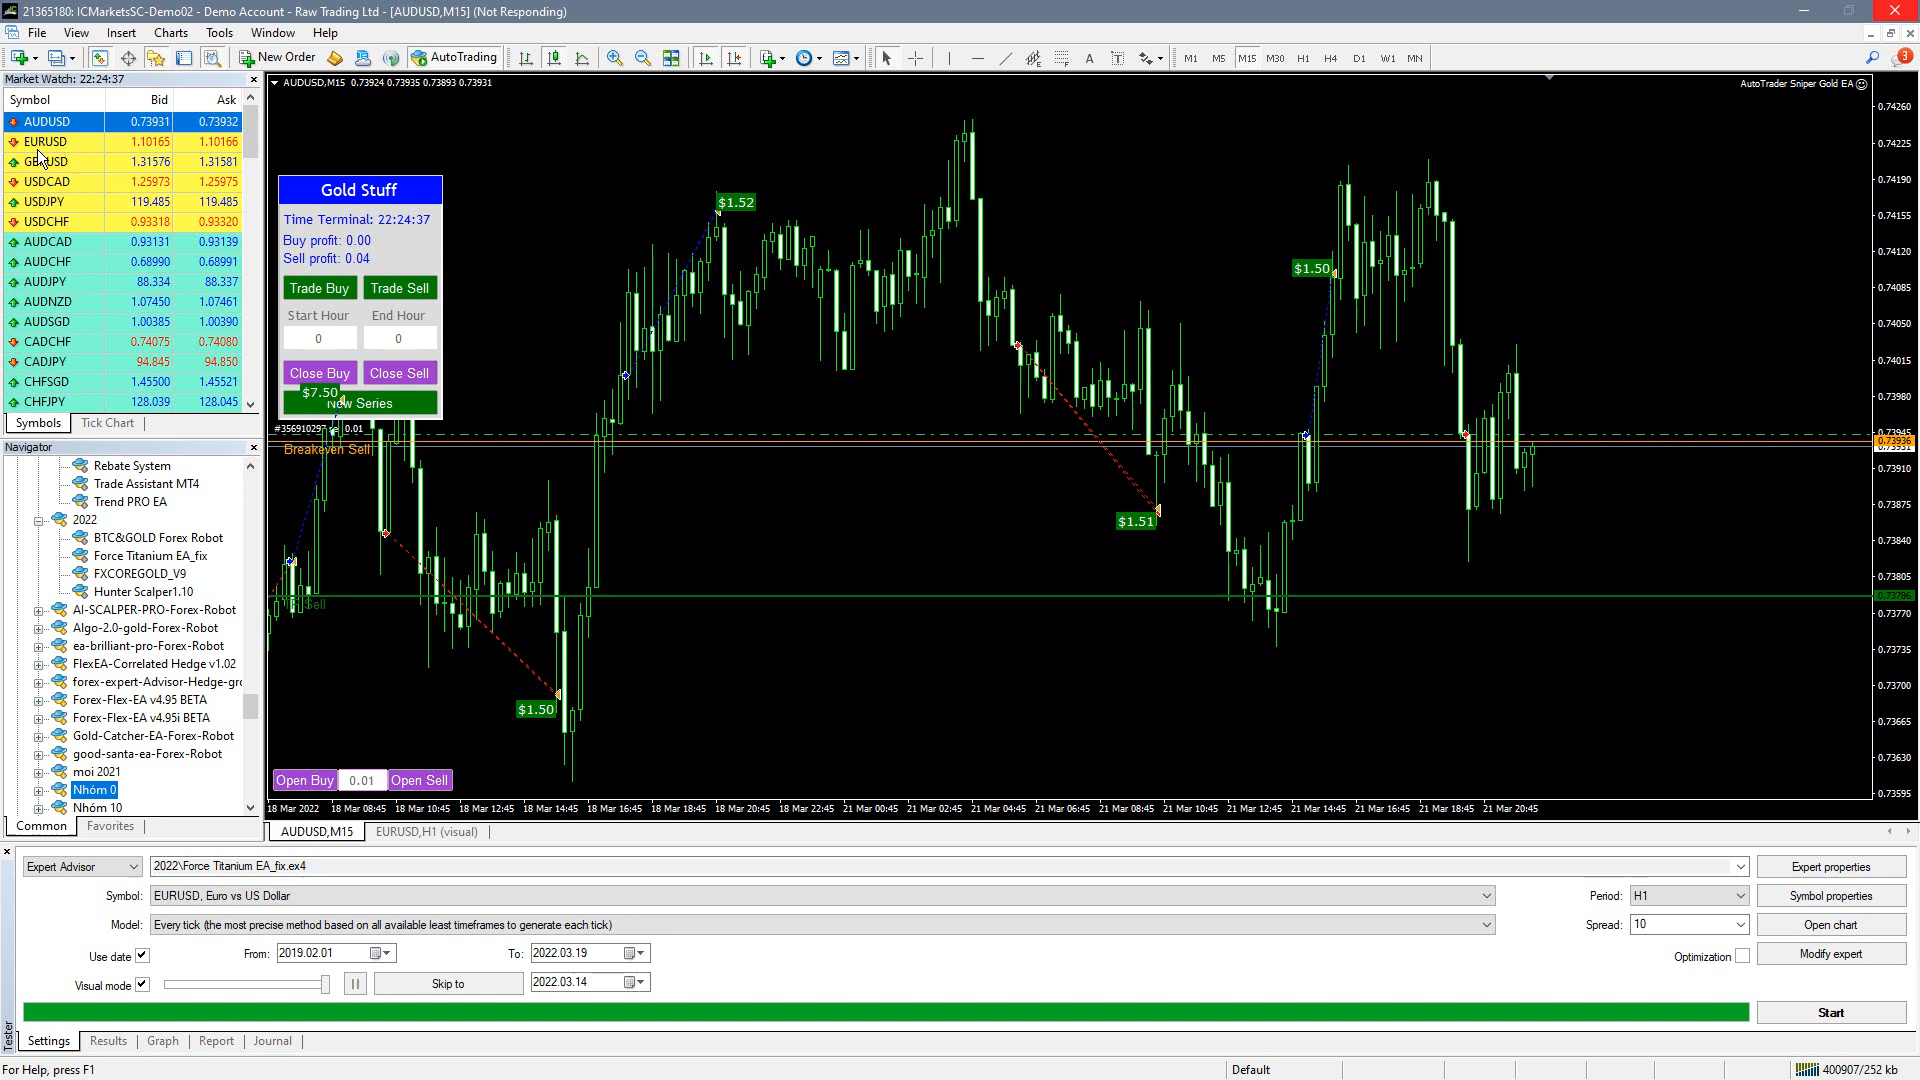 21365180: ICMarketsSC-Demo02 - Demo Account - Raw Trading Ltd - [AUDUSD,M15] (Not Responding)
File View Insert Charts Tools Window Help
New Order AutoTrading A T M1 M5 M15 M30 H1 H4 D1 W1 MN 3
Market Watch: 22:24:37
Symbol Bid Ask
AUDUSD 0.73931 0.73932
EURUSD 1.10165 1.10166
GBPUSD 1.31576 1.31581
USDCAD 1.25973 1.25975
USDJPY 119.485 119.485
USDCHF 0.93318 0.93320
AUDCAD 0.93131 0.93139
AUDCHF 0.68990 0.68991
AUDJPY 88.334 88.337
AUDNZD 1.07450 1.07461
AUDSGD 1.00385 1.00390
CADCHF 0.74075 0.74080
CADJPY 94.845 94.850
CHFSGD 1.45500 1.45521
CHFJPY 128.039 128.045
Symbols Tick Chart
Navigator
Rebate System
Trade Assistant MT4
Trend PRO EA
2022
BTC&GOLD Forex Robot
Force Titanium EA_fix
FXCOREGOLD_V9
Hunter Scalper1.10
AI-SCALPER-PRO-Forex-Robot
Algo-2.0-gold-Forex-Robot
ea-brilliant-pro-Forex-Robot
FlexEA-Correlated Hedge v1.02
forex-expert-Advisor-Hedge-gr
Forex-Flex-EA v4.95 BETA
Forex-Flex-EA v4.95i BETA
Gold-Catcher-EA-Forex-Robot
good-santa-ea-Forex-Robot
moi 2021
Nhóm 0
Nhóm 10
Common Favorites
AUDUSD,M15 0.73924 0.73935 0.73893 0.73931
AutoTrader Sniper Gold EA
Gold Stuff
Time Terminal: 22:24:37
Buy profit: 0.00
Sell profit: 0.04
Trade Buy Trade Sell
Start Hour End Hour
0 0
Close Buy Close Sell
$7.50
New Series
#356910297 0.01
Breakeven Sell
Sell
$1.52
$1.50
$1.51
$1.50
Open Buy 0.01 Open Sell
0.74260
0.74225
0.74190
0.74155
0.74120
0.74085
0.74050
0.74015
0.73980
0.73945
0.73936
0.73931
0.73910
0.73875
0.73840
0.73805
0.73786
0.73770
0.73735
0.73700
0.73665
0.73630
0.73595
18 Mar 2022 18 Mar 08:45 18 Mar 10:45 18 Mar 12:45 18 Mar 14:45 18 Mar 16:45 18 Mar 18:45 18 Mar 20:45 18 Mar 22:45 21 Mar 00:45 21 Mar 02:45 21 Mar 04:45 21 Mar 06:45 21 Mar 08:45 21 Mar 10:45 21 Mar 12:45 21 Mar 14:45 21 Mar 16:45 21 Mar 18:45 21 Mar 20:45
AUDUSD,M15 EURUSD,H1 (visual)
Expert Advisor 2022\Force Titanium EA_fix.ex4 Expert properties
Symbol: EURUSD, Euro vs US Dollar Period: H1 Symbol properties
Model: Every tick (the most precise method based on all available least timeframes to generate each tick) Spread: 10 Open chart
Use date From: 2019.02.01 To: 2022.03.19 Optimization Modify expert
Visual mode Skip to 2022.03.14
Start
Tester
Settings Results Graph Report Journal
For Help, press F1 Default 400907/252 kb